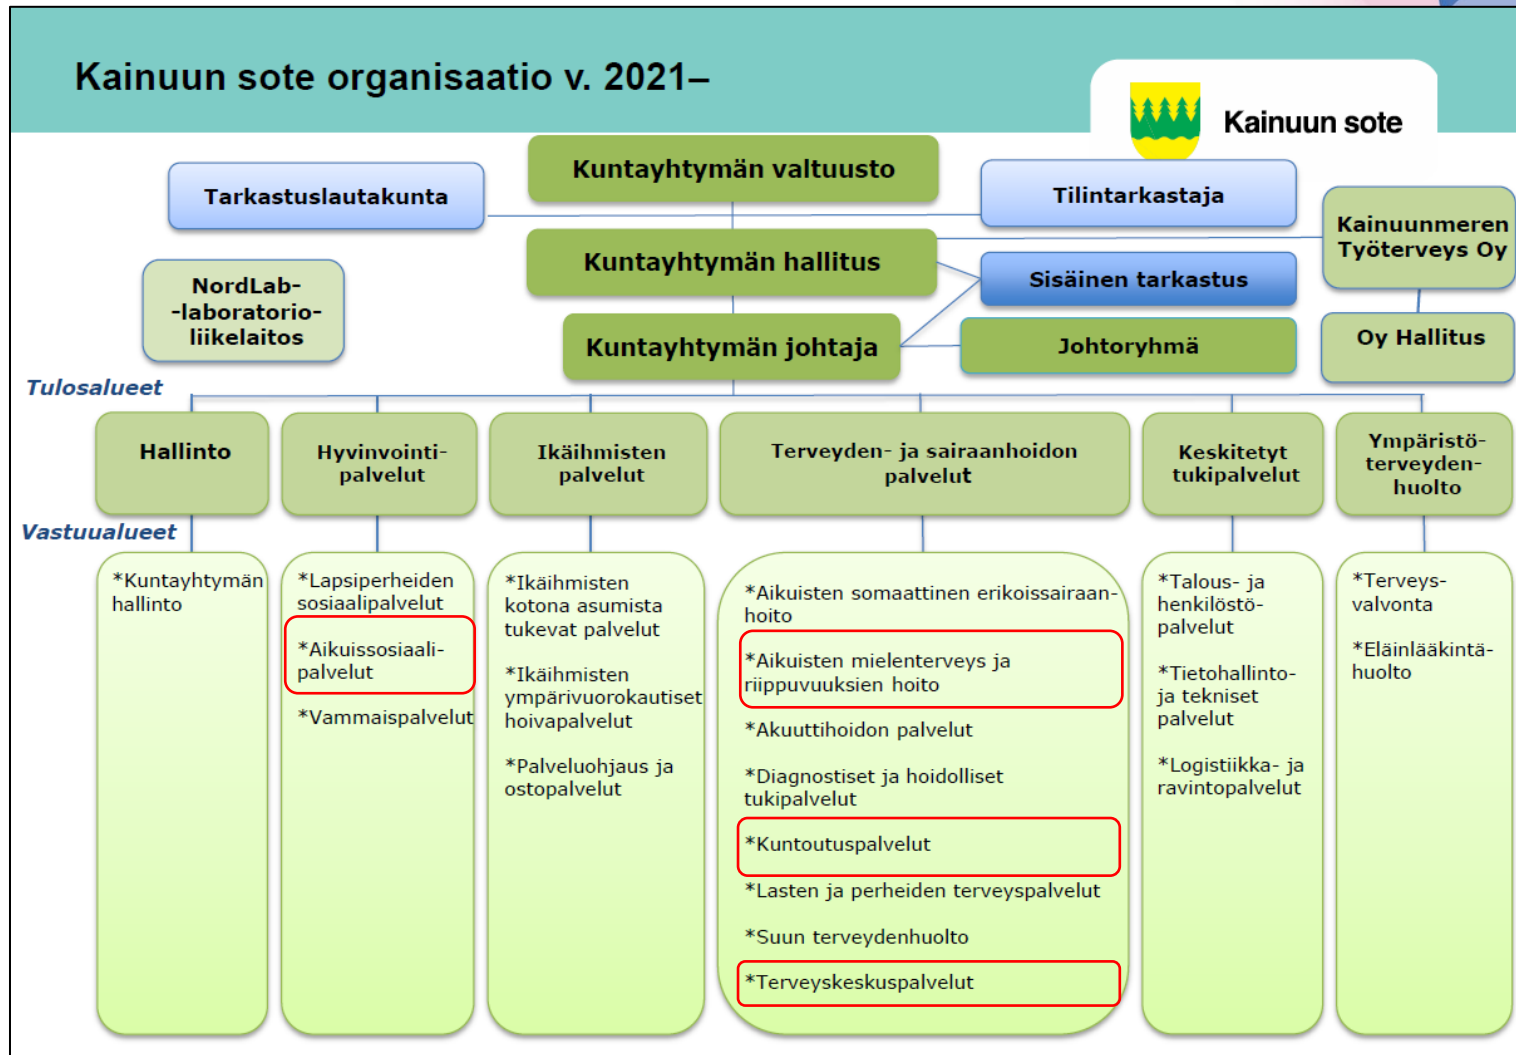 Kainuun sote organisaatio v. 2021–
Kainuun sote
Kuntayhtymän valtuusto
Tarkastuslautakunta
Tilintarkastaja
Kainuunmeren
Työterveys Oy
Kuntayhtymän hallitus
Sisäinen tarkastus
NordLab-
-laboratorio-
liikelaitos
Kuntayhtymän johtaja
Johtoryhmä
Oy Hallitus
Tulosalueet
Hallinto
Hyvinvointi-
palvelut
Ikäihmisten
palvelut
Terveyden- ja sairaanhoidon
palvelut
Keskitetyt
tukipalvelut
Ympäristö-
terveyden-
huolto
Vastuualueet
*Kuntayhtymän
hallinto
*Lapsiperheiden
sosiaalipalvelut
*Aikuissosiaali-
palvelut
*Vammaispalvelut
*Ikäihmisten
kotona asumista
tukevat palvelut
*Ikäihmisten
ympärivuorokautiset
hoivapalvelut
*Palveluohjaus ja
ostopalvelut
*Aikuisten somaattinen erikoissairaan-
hoito
*Aikuisten mielenterveys ja
riippuvuuksien hoito
*Akuuttihoidon palvelut
*Diagnostiset ja hoidolliset
tukipalvelut
*Kuntoutuspalvelut
*Lasten ja perheiden terveyspalvelut
*Suun terveydenhuolto
*Terveyskeskuspalvelut
*Talous- ja
henkilöstö-
palvelut
*Tietohallinto-
ja tekniset
palvelut
*Logistiikka- ja
ravintopalvelut
*Terveys-
valvonta
*Eläinlääkintä-
huolto